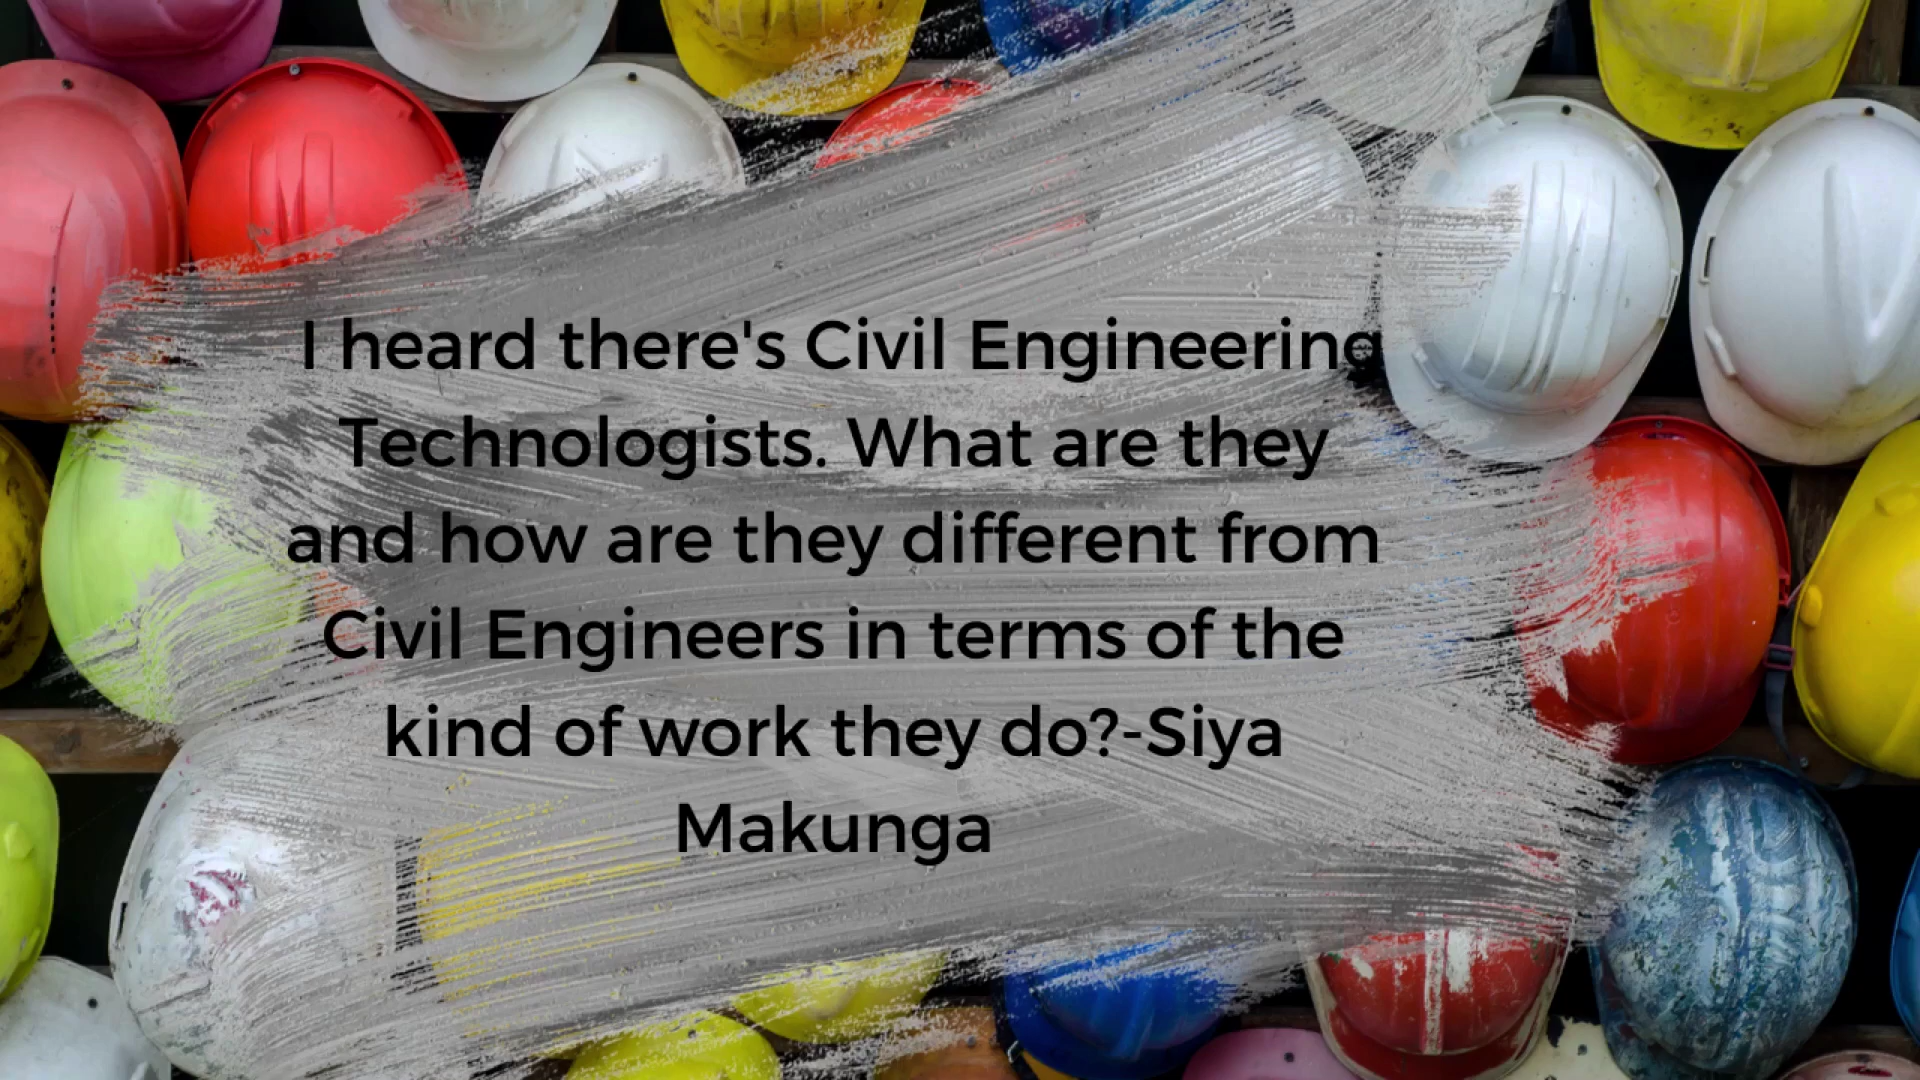 I heard there's Civil Engineering
Technologists. What are they
and how are they different from
Civil Engineers in terms of the
kind of work they do?-Siya
Makunga